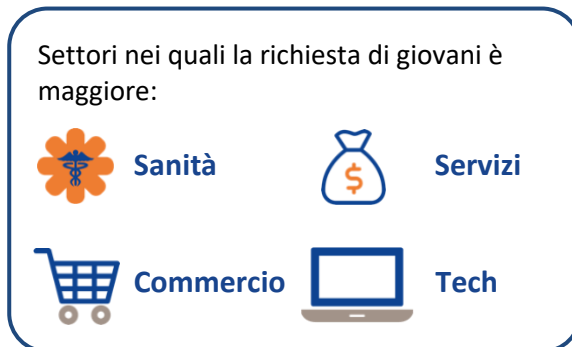 Settori nei quali la richiesta di giovani è
maggiore:
Sanità
Servizi
$
Commercio
Tech